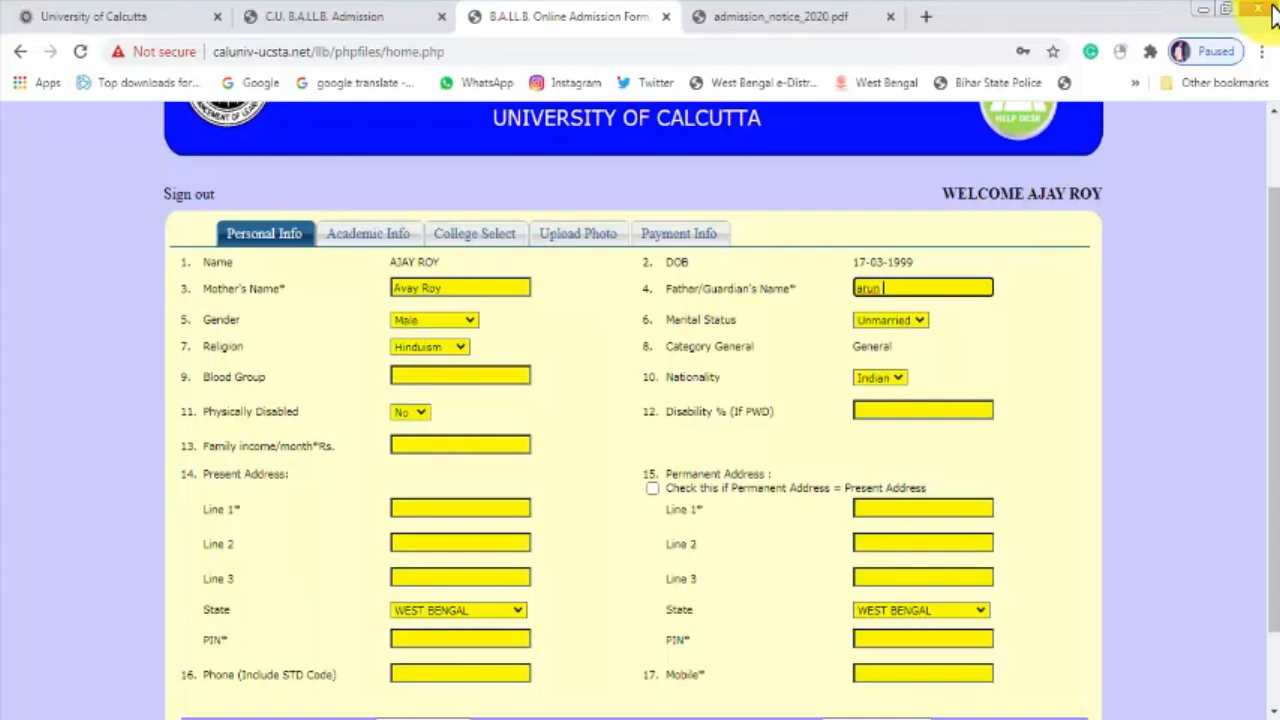 University of Calcutta
C.U. B.A.LL.B. Admission
B.A.LL.B. Online Admission Form
admission_notice_2020.pdf
Not secure caluniv-ucsta.net/llb/phpfiles/home.php Paused
Apps Top downloads for... Google google translate -... WhatsApp Instagram Twitter West Bengal e-Distr... West Bengal Bihar State Police » Other bookmarks
UNIVERSITY OF CALCUTTA
HELP DESK
Sign out WELCOME AJAY ROY
Personal Info Academic Info College Select Upload Photo Payment Info
1. Name AJAY ROY 2. DOB 17-03-1999
3. Mother's Name* Avay Roy 4. Father/Guardian's Name* arun
5. Gender Male 6. Marital Status Unmarried
7. Religion Hinduism 8. Category General General
9. Blood Group 10. Nationality Indian
11. Physically Disabled No 12. Disability % (If PWD)
13. Family income/month*Rs.
14. Present Address: 15. Permanent Address :
Check this if Permanent Address = Present Address
Line 1* Line 1*
Line 2 Line 2
Line 3 Line 3
State WEST BENGAL State WEST BENGAL
PIN* PIN*
16. Phone (Include STD Code) 17. Mobile*